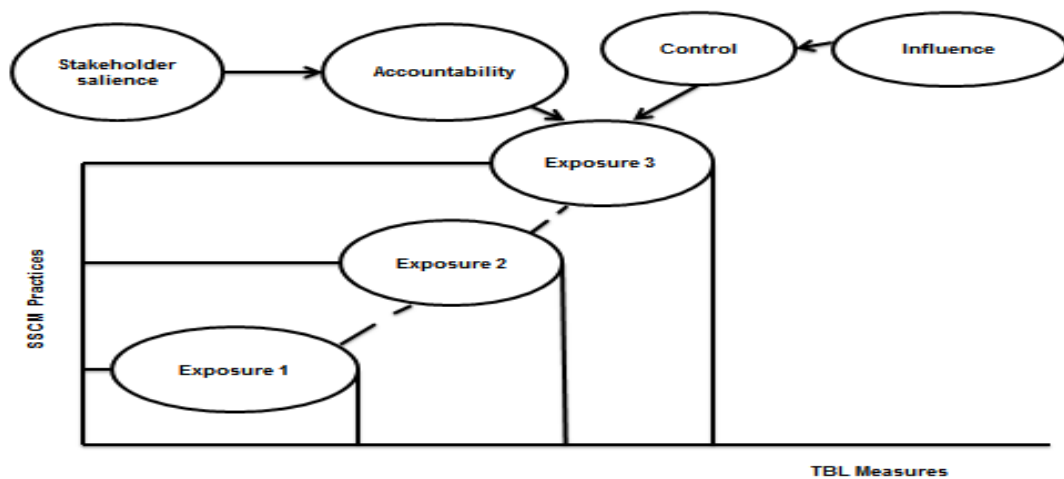 Stakeholder
salience
Accountability
Control
Influence
Exposure 3
Exposure 2
Exposure 1
SSCM Practices
TBL Measures